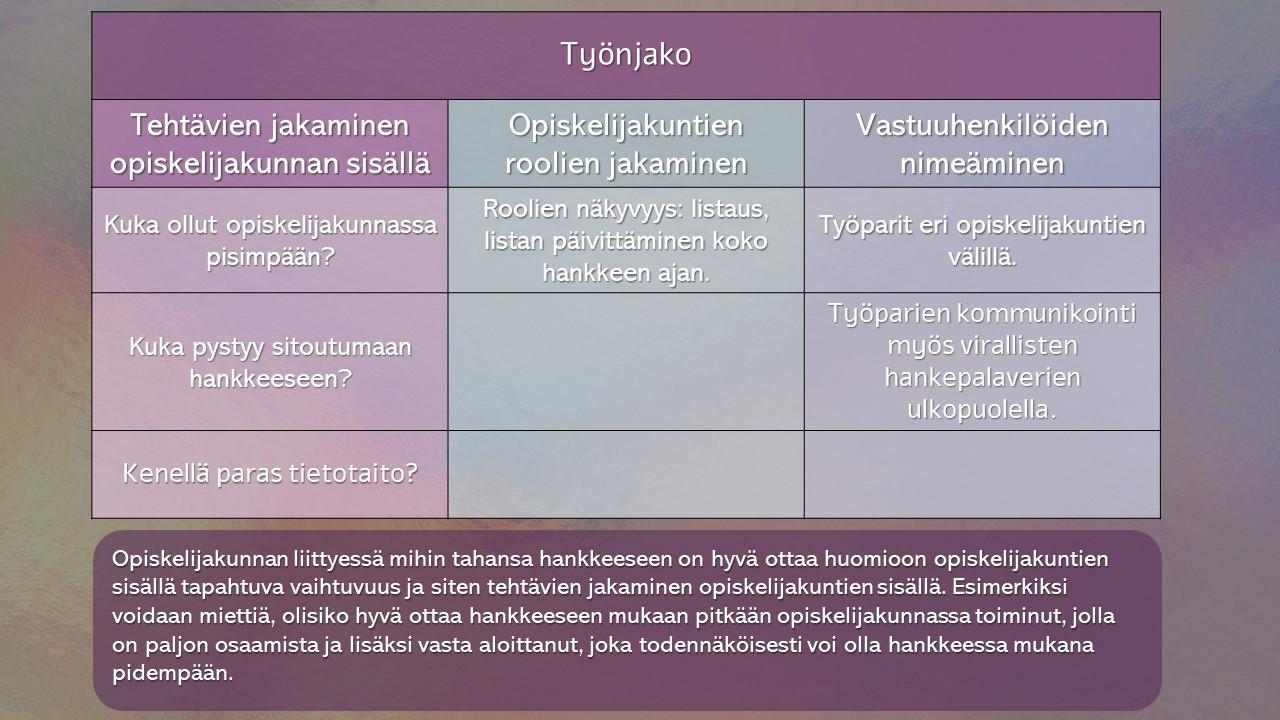 Työnjako
Tehtävien jakaminen
opiskelijakunnan sisällä
Opiskelijakuntien
roolien jakaminen
Vastuuhenkilöiden
nimeäminen
Kuka ollut opiskelijakunnassa
pisimpään?
Roolien näkyvyys: listaus,
listan päivittäminen koko
hankkeen ajan.
Työparit eri opiskelijakuntien
välillä.
Kuka pystyy sitoutumaan
hankkeeseen?
Työparien kommunikointi
myös virallisten
hankepalaverien
ulkopuolella.
Kenellä paras tietotaito?
Opiskelijakunnan liittyessä mihin tahansa hankkeeseen on hyvä ottaa huomioon opiskelijakuntien
sisällä tapahtuva vaihtuvuus ja siten tehtävien jakaminen opiskelijakuntien sisällä. Esimerkiksi
voidaan miettiä, olisiko hyvä ottaa hankkeeseen mukaan pitkään opiskelijakunnassa toiminut, jolla
on paljon osaamista ja lisäksi vasta aloittanut, joka todennäköisesti voi olla hankkeessa mukana
pidempään.